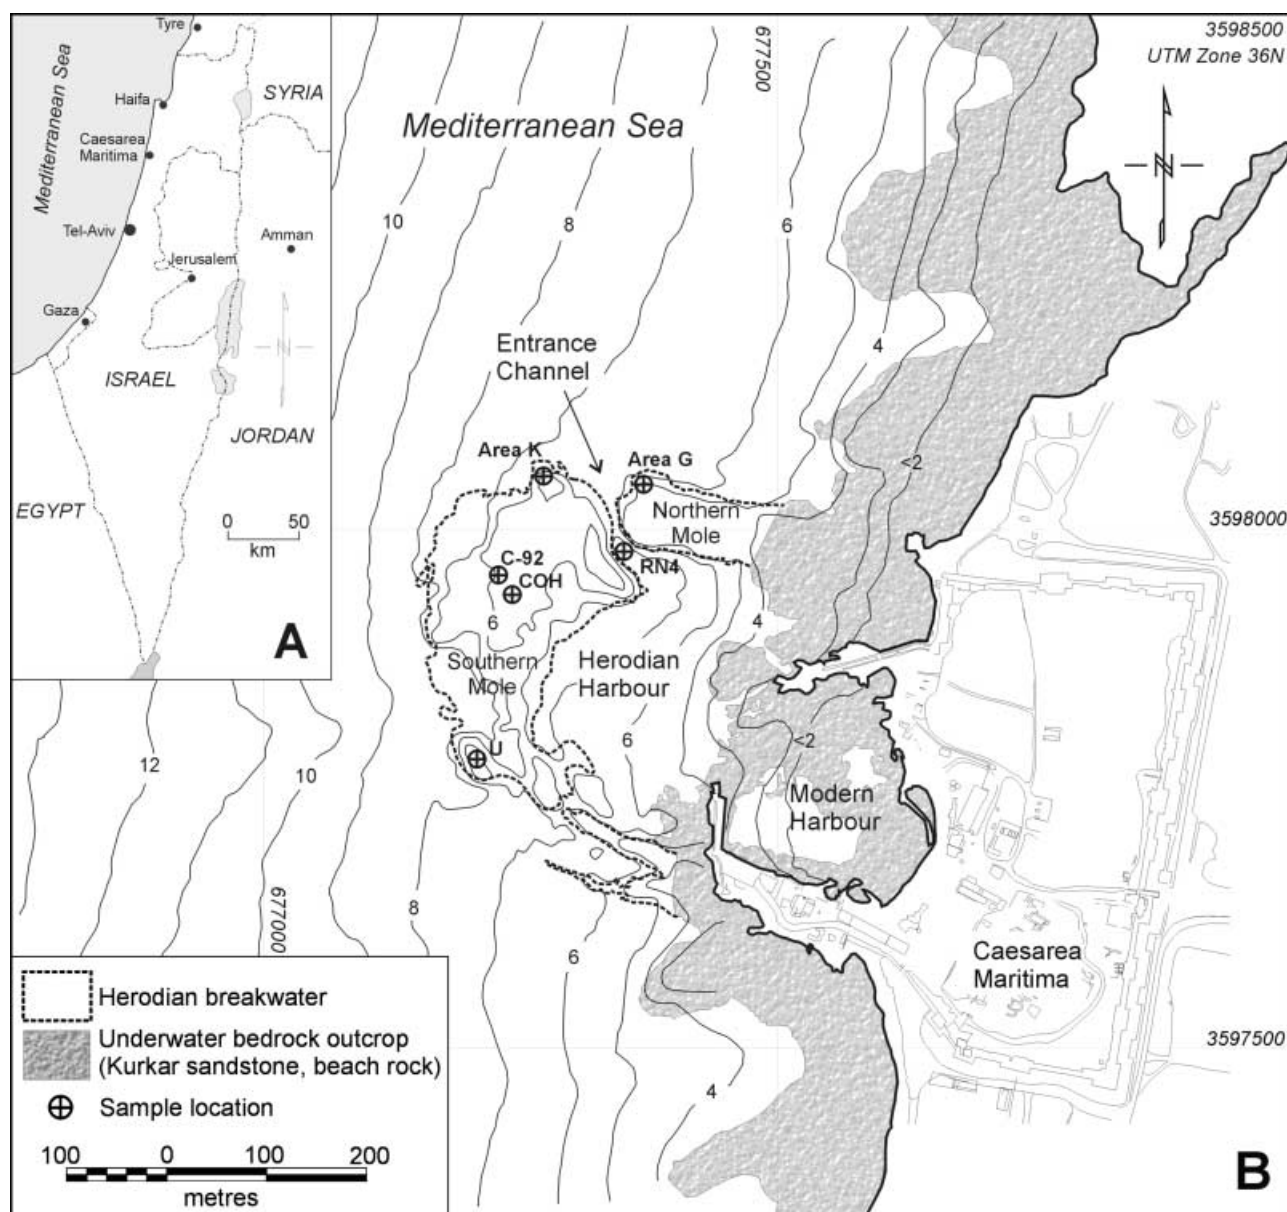 Tyre
Mediterranean Sea
SYRIA
Haifa
Caesarea
Maritima
Tel-Aviv
Amman
Jerusalem
Gaza
N
ISRAEL
JORDAN
EGYPT
0 50
km
A
677500
3598500
UTM Zone 36N
Mediterranean Sea
N
10
8
6
4
Entrance
Channel
Area K
Area G
<2
Northern
Mole
3598000
C-92
COH
RN4
6
4
Southern
Mole
Herodian
Harbour
U
6
<2
12
10
Modern
Harbour
677000
8
6
Caesarea
Maritima
3597500
4
Herodian breakwater
Underwater bedrock outcrop
(Kurkar sandstone, beach rock)
Sample location
100 0 100 200
metres
B